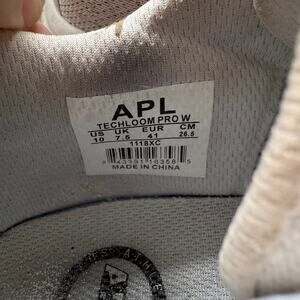 APL
TECHLOOM PRO W
US UK EUR CM
10 7.5 41 26.5
1118XC
MADE IN CHINA